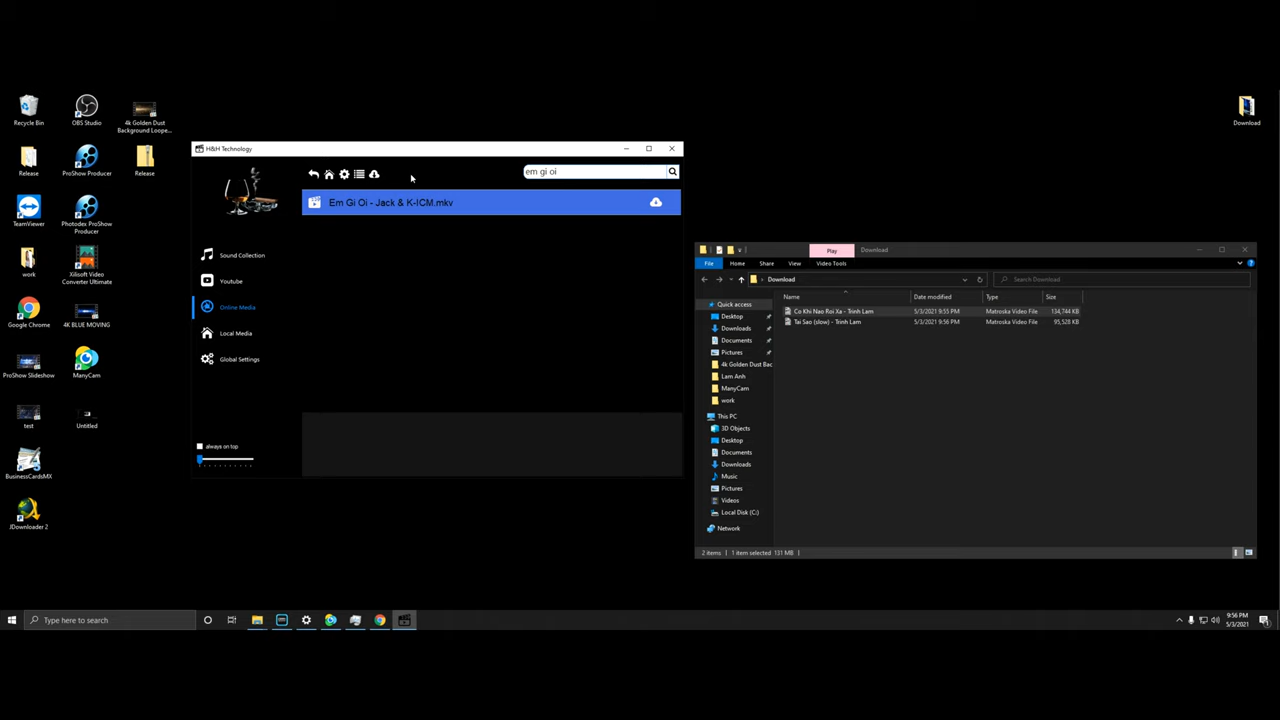 Recycle Bin
OBS Studio
4k Golden Dust
Background Loope...
Release
ProShow Producer
Release
TeamViewer
Photodex ProShow
Producer
work
Xilisoft Video
Converter Ultimate
Google Chrome
4K BLUE MOVING
ProShow Slideshow
ManyCam
test
Untitled
BusinessCardsMX
JDownloader 2
Download
H&H Technology
em gi oi
Em Gi Oi - Jack & K-ICM.mkv
Sound Collection
Youtube
Online Media
Local Media
Global Settings
always on top
Play
Download
File
Home
Share
View
Video Tools
Download
Search Download
Name
Date modified
Type
Size
Co Khi Nao Roi Xa - Trinh Lam
5/3/2021 9:55 PM
Matroska Video File
134,744 KB
Tai Sao (slow) - Trinh Lam
5/3/2021 9:56 PM
Matroska Video File
95,528 KB
Quick access
Desktop
Downloads
Documents
Pictures
4k Golden Dust Bac
Lam Anh
ManyCam
work
This PC
3D Objects
Desktop
Documents
Downloads
Music
Pictures
Videos
Local Disk (C:)
Network
2 items
1 item selected 131 MB
Type here to search
9:56 PM
5/3/2021